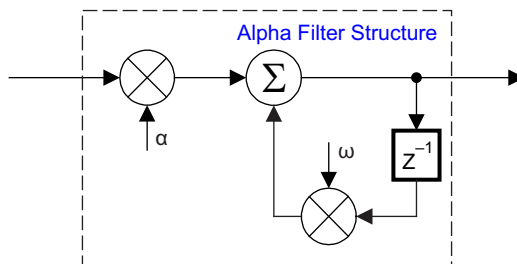 Alpha Filter Structure
Σ
α
ω
Z⁻¹